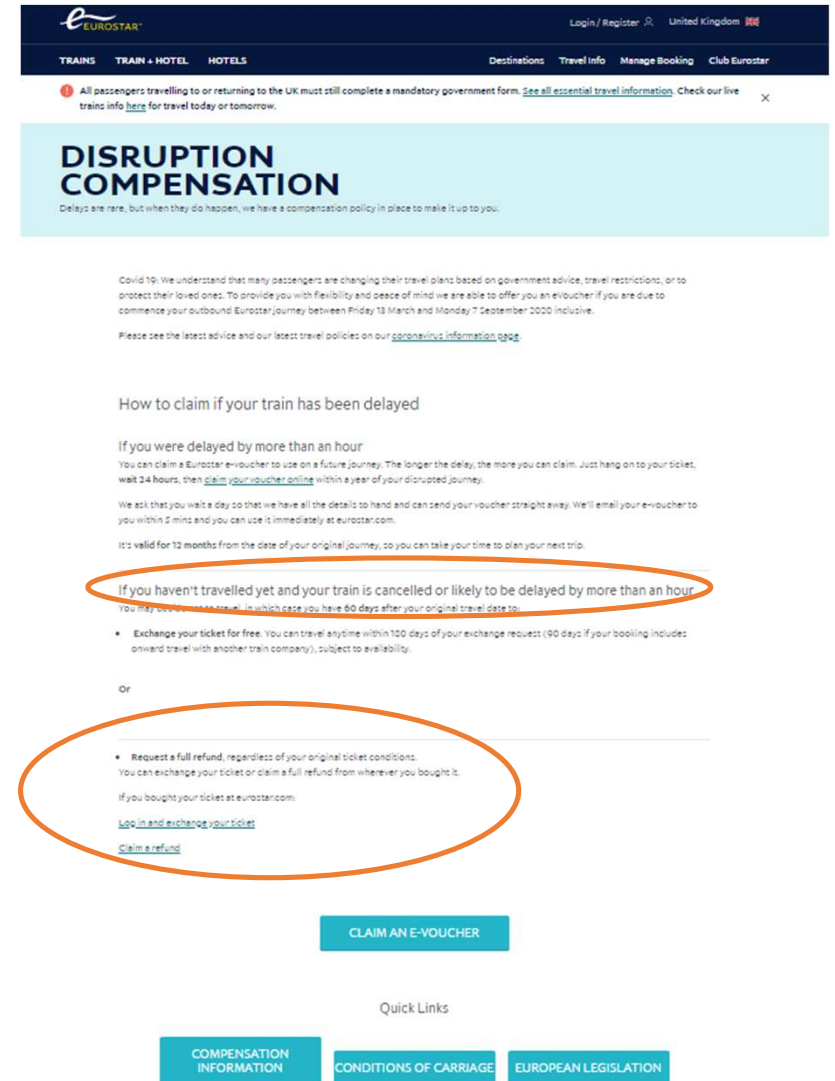 EUROSTAR™
Login / Register
United Kingdom
TRAINS TRAIN + HOTEL HOTELS
Destinations Travel Info Manage Booking Club Eurostar
All passengers travelling to or returning to the UK must still complete a mandatory government form. See all essential travel information. Check our live
trains info here for travel today or tomorrow.
DISRUPTION
COMPENSATION
Delays are rare, but when they do happen, we have a compensation policy in place to make it up to you.
Covid 19: We understand that many passengers are changing their travel plans based on government advice, travel restrictions, or to
protect their loved ones. To provide you with flexibility and peace of mind we are able to offer you an eVoucher if you are due to
commence your outbound Eurostar journey between Friday 13 March and Monday 7 September 2020 inclusive.
Please see the latest advice and our latest travel policies on our coronavirus information page.
How to claim if your train has been delayed
If you were delayed by more than an hour
You can claim a Eurostar e-voucher to use on a future journey. The longer the delay, the more you can claim. Just hang on to your ticket,
wait 24 hours, then claim your voucher online within a year of your disrupted journey.
We ask that you wait a day so that we have all the details to hand and can send your voucher straight away. We'll email your e-voucher to
you within 5 mins and you can use it immediately at eurostar.com.
It's valid for 12 months from the date of your original journey, so you can take your time to plan your next trip.
If you haven't travelled yet and your train is cancelled or likely to be delayed by more than an hour
You may to travel, in which case you have 60 days after your original travel date to:
• Exchange your ticket for free. You can travel anytime within 180 days of your exchange request (90 days if your booking includes
onward travel with another train company), subject to availability.
Or
• Request a full refund, regardless of your original ticket conditions.
You can exchange your ticket or claim a full refund from wherever you bought it.
If you bought your ticket at eurostar.com:
Log in and exchange your ticket
Claim a refund
CLAIM AN E-VOUCHER
Quick Links
COMPENSATION
INFORMATION
CONDITIONS OF CARRIAGE
EUROPEAN LEGISLATION